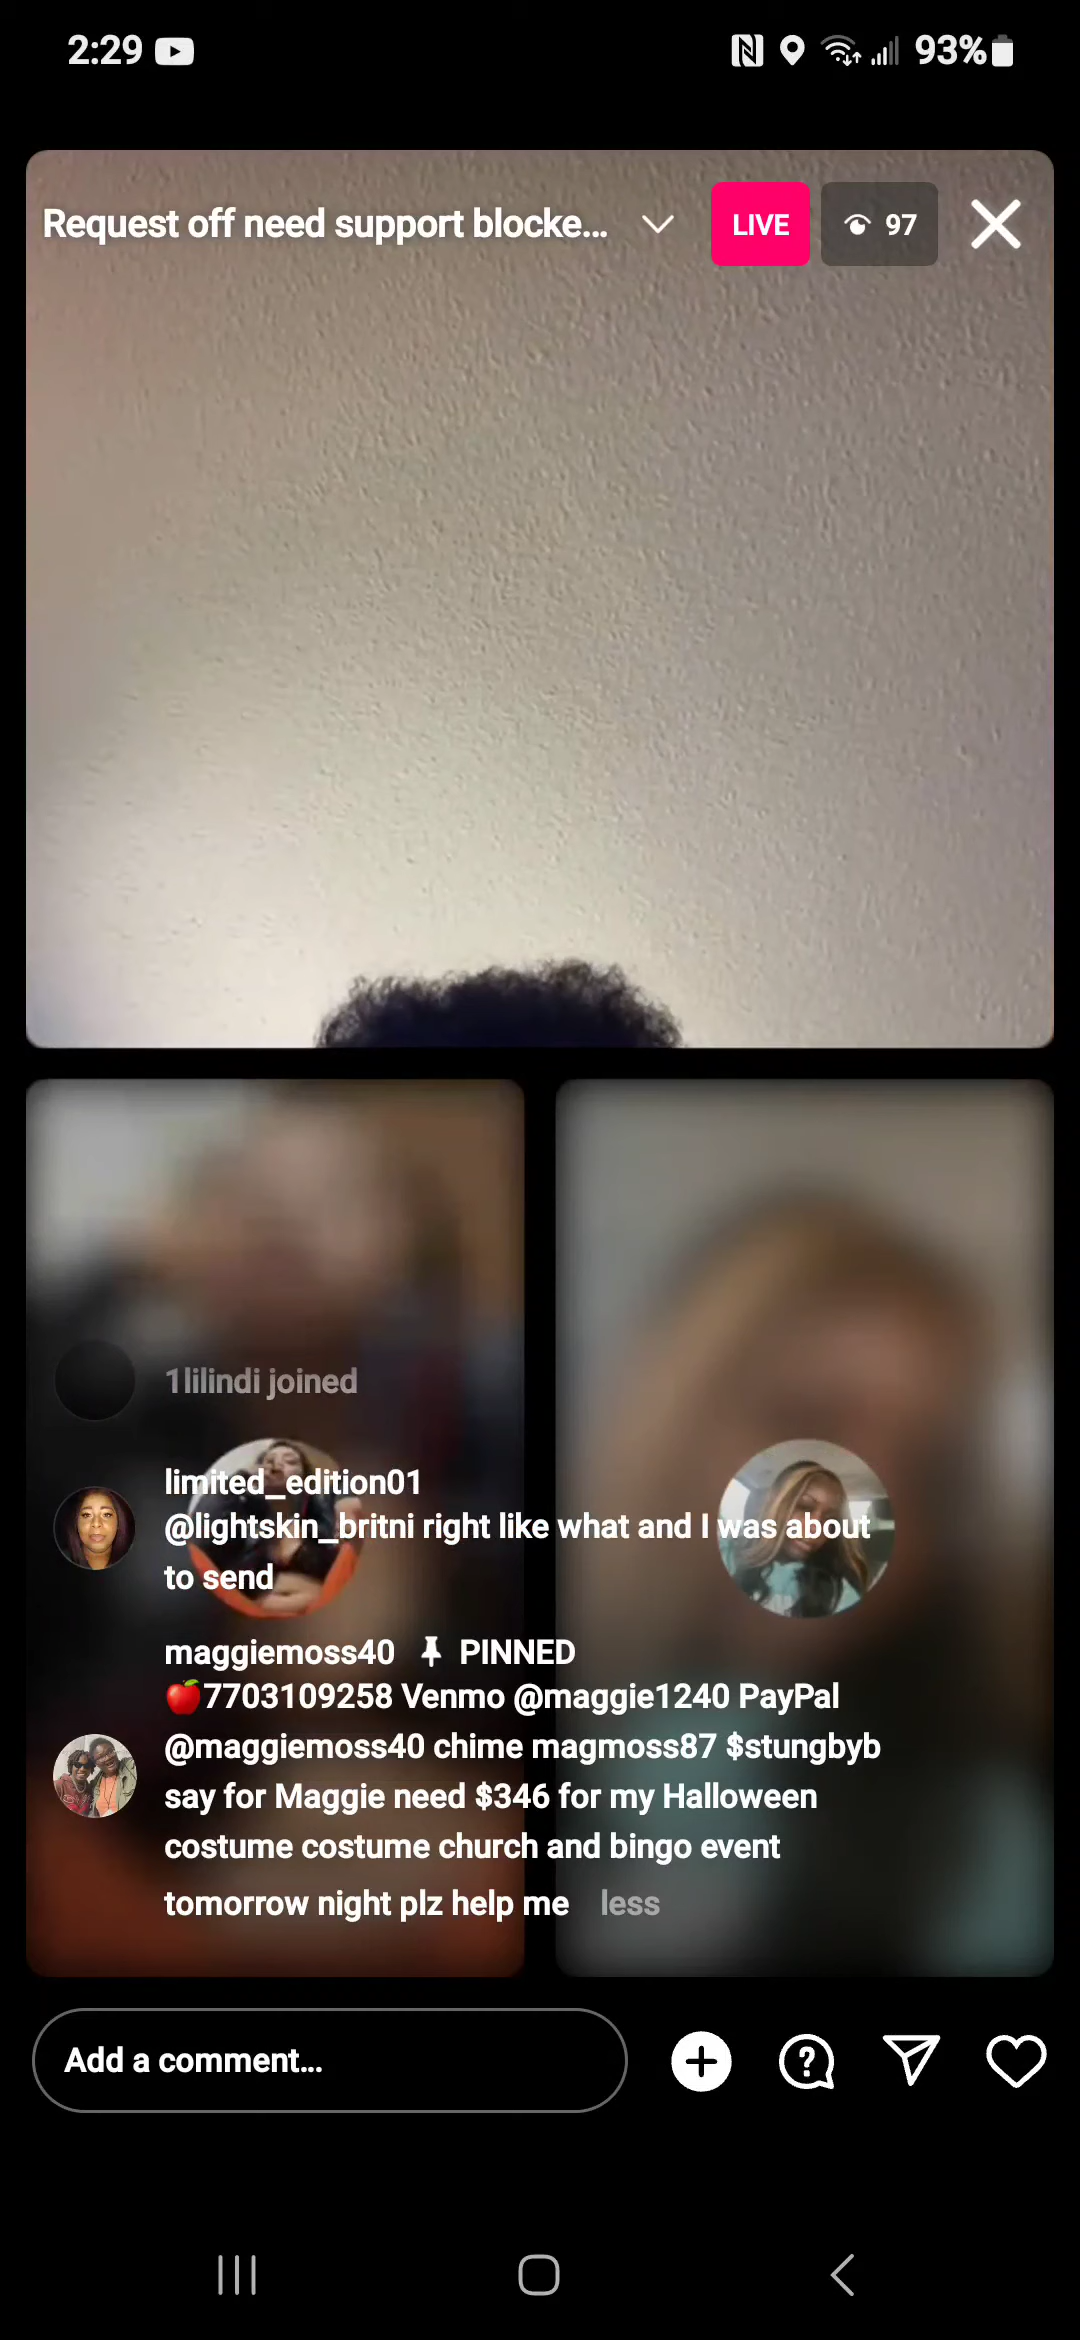 2:29
93%
Request off need support blocke...
LIVE
97
1lilindi joined
limited_edition01
@lightskin_britni right like what and I was about
to send
maggiemoss40 PINNED
🍎7703109258 Venmo @maggie1240 PayPal
@maggiemoss40 chime magmoss87 $stungbyb
say for Maggie need $346 for my Halloween
costume costume church and bingo event
tomorrow night plz help me less
Add a comment...